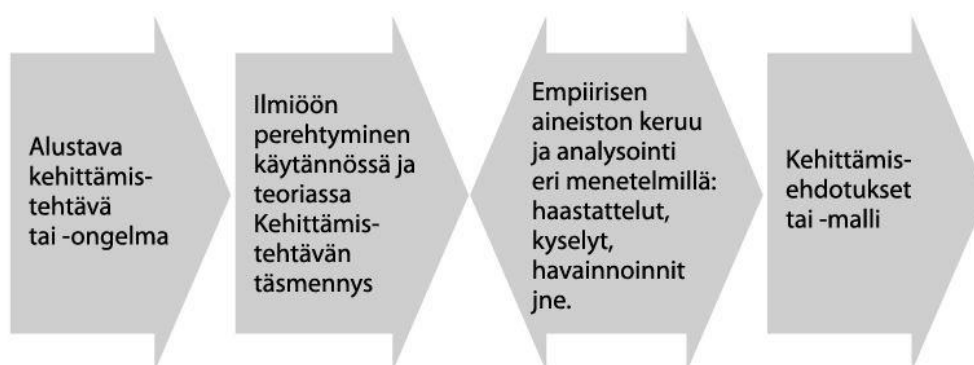 Alustava
kehittämis-
tehtävä
tai -ongelma
Ilmiöön
perehtyminen
käytännössä ja
teoriassa
Kehittämis-
tehtävän
täsmennys
Empiirisen
aineiston keruu
ja analysointi
eri menetelmillä:
haastattelut,
kyselyt,
havainnoinnit
jne.
Kehittämis-
ehdotukset
tai -malli